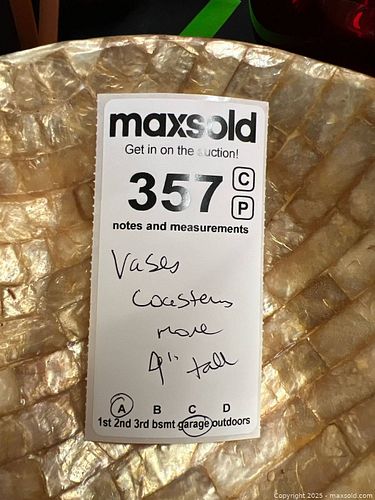 maxsold
Get in on the auction!
357 C
P
notes and measurements
Vases
Coasters
more
9" tall
A B C D
1st 2nd 3rd bsmt garage outdoors
Copyright 2025 - maxsold.com